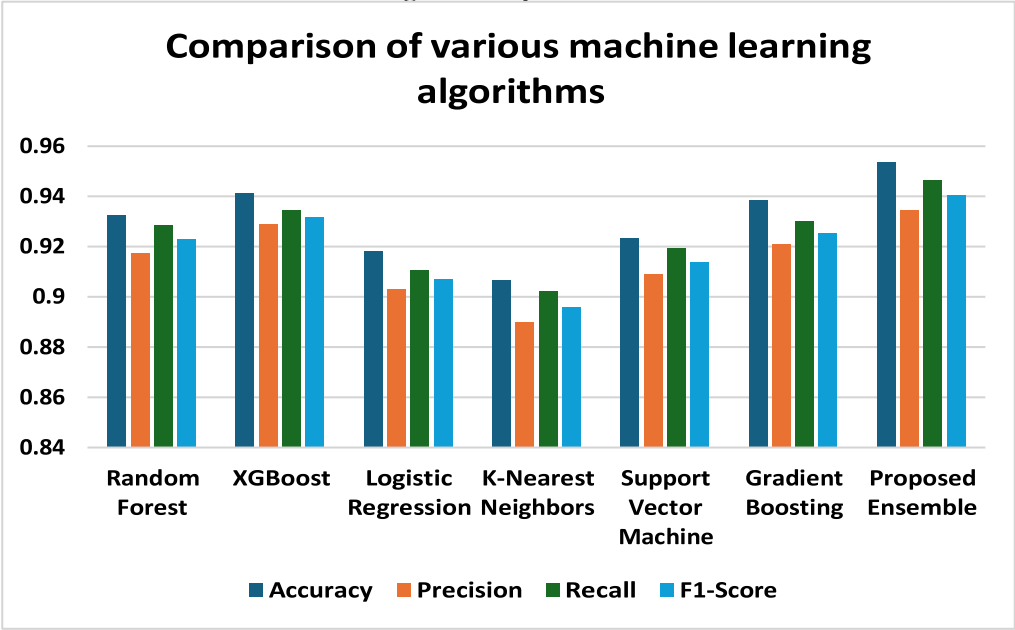 Comparison of various machine learning
algorithms
0.96
0.94
0.92
0.9
0.88
0.86
0.84
Random XGBoost Logistic K-Nearest Support Gradient Proposed
Forest Regression Neighbors Vector Boosting Ensemble
Machine
Accuracy Precision Recall F1-Score